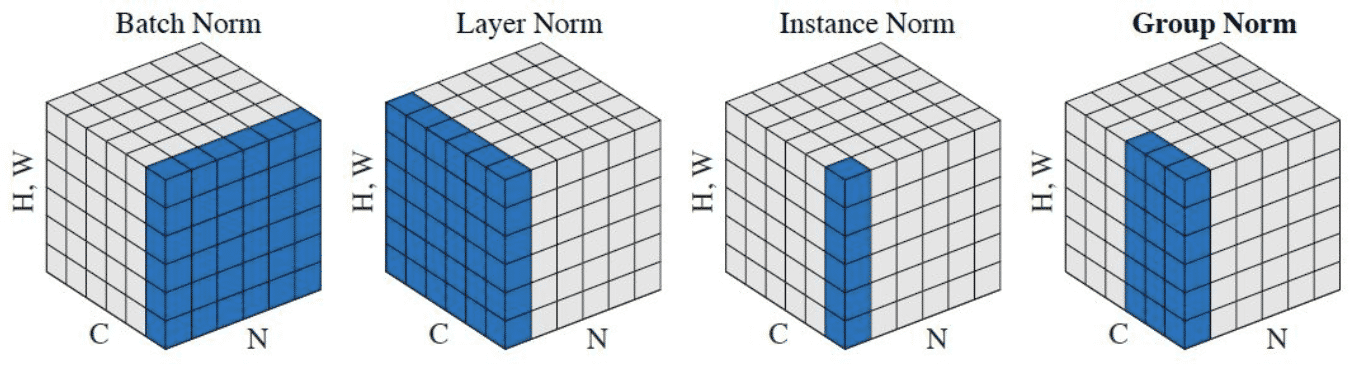 Batch Norm
Layer Norm
Instance Norm
Group Norm
H, W
C
N
H, W
C
N
H, W
C
N
H, W
C
N